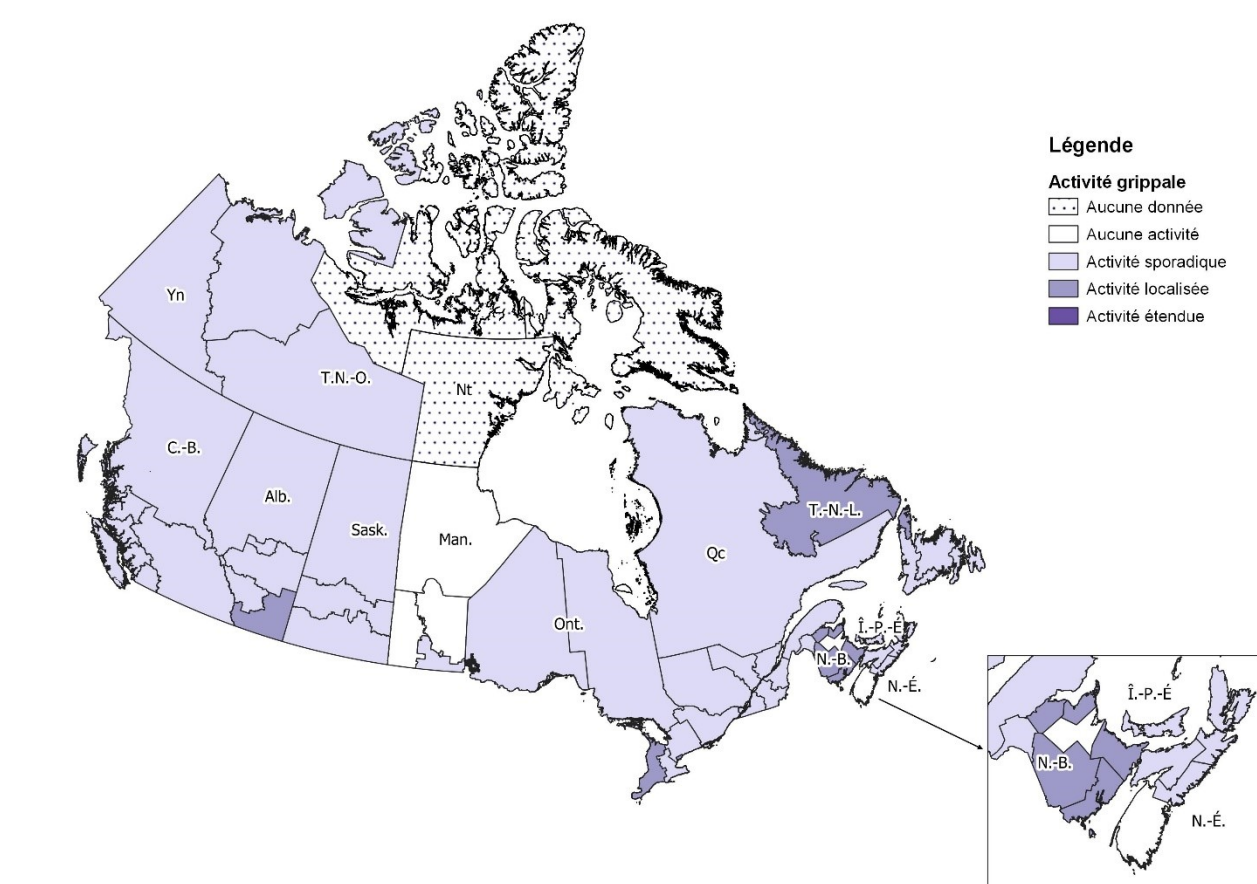 Légende
Activité grippale
Aucune donnée
Aucune activité
Activité sporadique
Activité localisée
Activité étendue
Yn
T.N.-O.
Nt
C.-B.
Alb.
Sask.
Man.
Qc
T.-N.-L.
Ont.
Î.-P.-É
N.-B.
N.-É.
Î.-P.-É
N.-B.
N.-É.